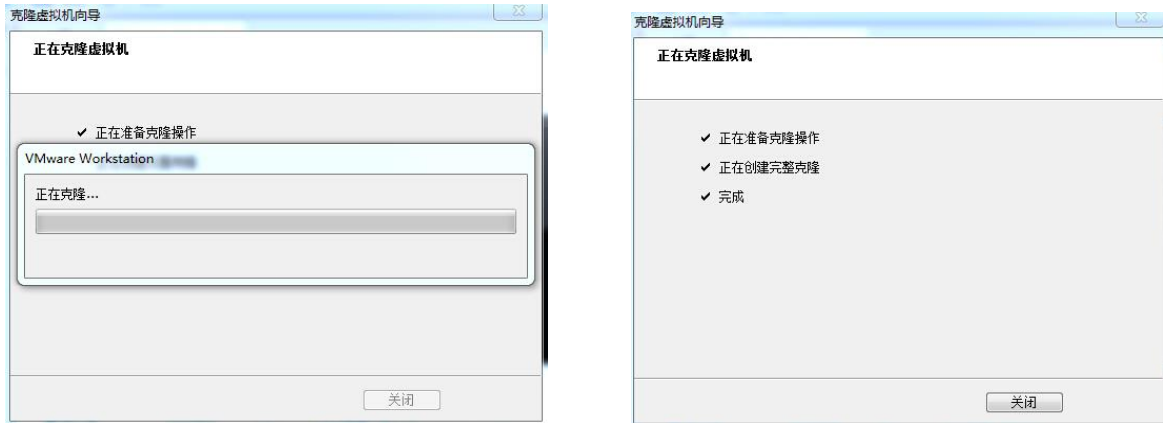 克隆虚拟机向导
正在克隆虚拟机
✔ 正在准备克隆操作
VMware Workstation
正在克隆...
关闭
克隆虚拟机向导
正在克隆虚拟机
✔ 正在准备克隆操作
✔ 正在创建完整克隆
✔ 完成
关闭